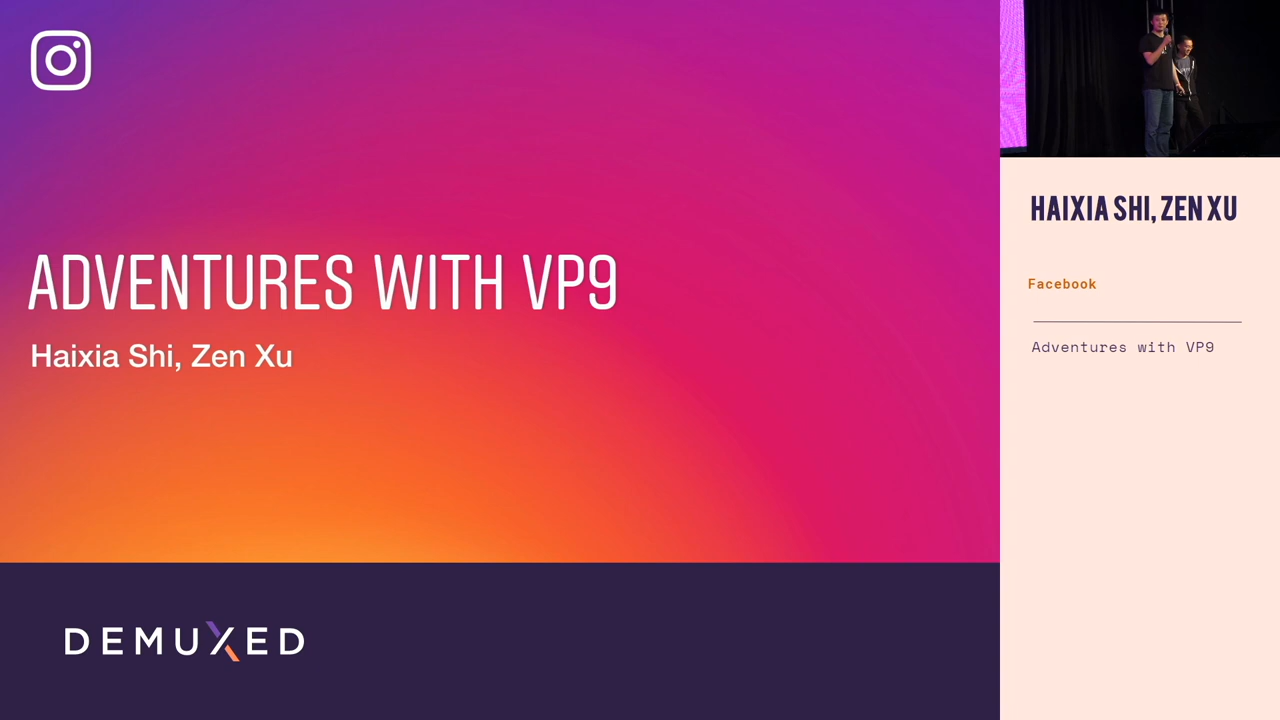 ADVENTURES WITH VP9
Haixia Shi, Zen Xu
DEMUXED
HAIXIA SHI, ZEN XU
Facebook
Adventures with VP9